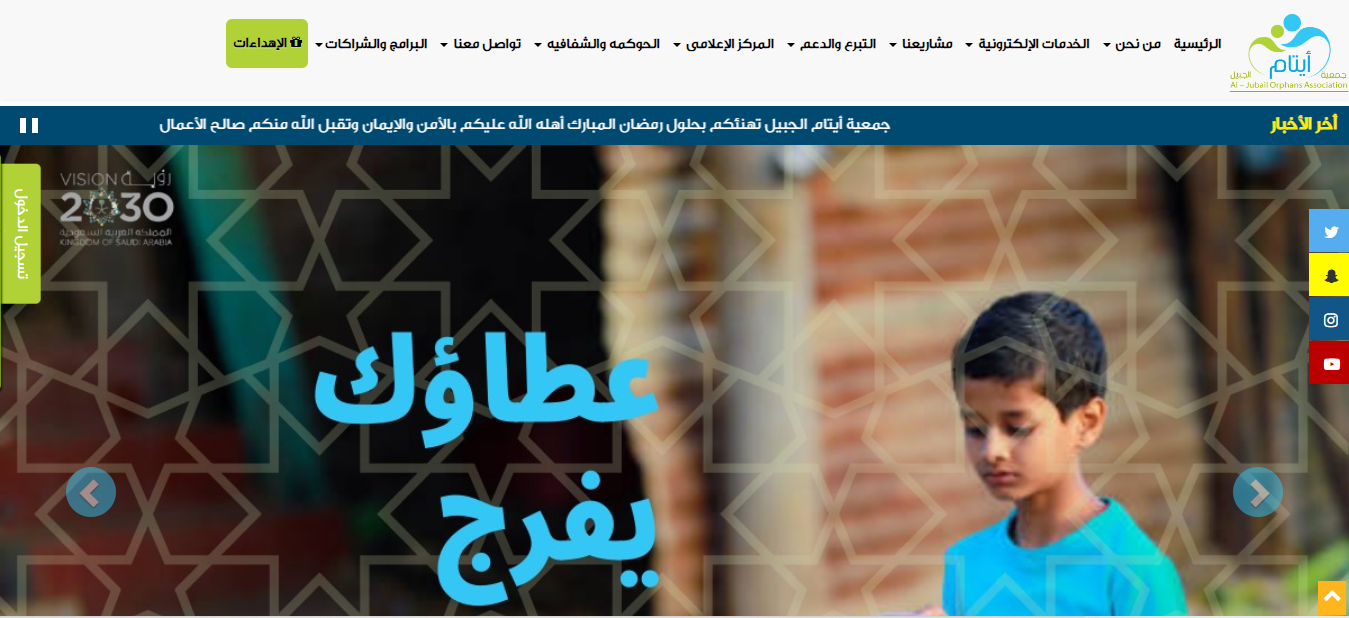 أيتام
جمعية الجبيل
Al - Jubail Orphans Association
الرئيسية من نحن الخدمات الإلكترونية مشاريعنا التبرع والدعم المركز الإعلامى الحوكمه والشفافيه تواصل معنا البرامج والشراكات الإهداءات
أخر الأخبار
جمعية أيتام الجبيل تهنئكم بحلول رمضان المبارك أهله الله عليكم بالأمن والإيمان وتقبل الله منكم صالح الأعمال
تسجيل الدخول
VISION رؤية
2030
المملكة العربية السعودية
KINGDOM OF SAUDI ARABIA
عطاؤك
يفرج